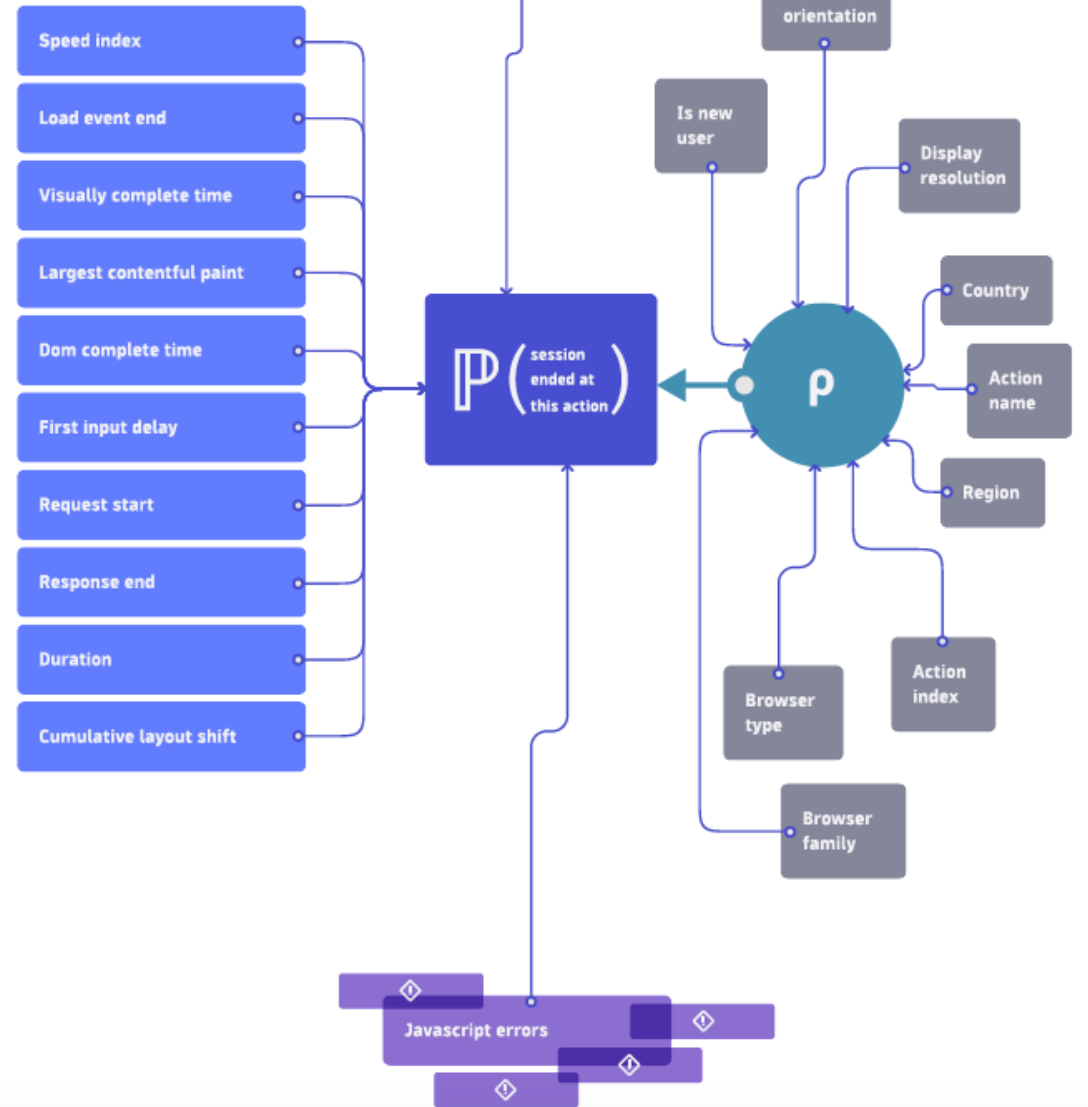 Speed index
Load event end
Visually complete time
Largest contentful paint
Dom complete time
First input delay
Request start
Response end
Duration
Cumulative layout shift
ℙ
(session
ended at
this action)
orientation
Is new
user
Display
resolution
Country
Action
name
ρ
Region
Action
index
Browser
type
Browser
family
Javascript errors